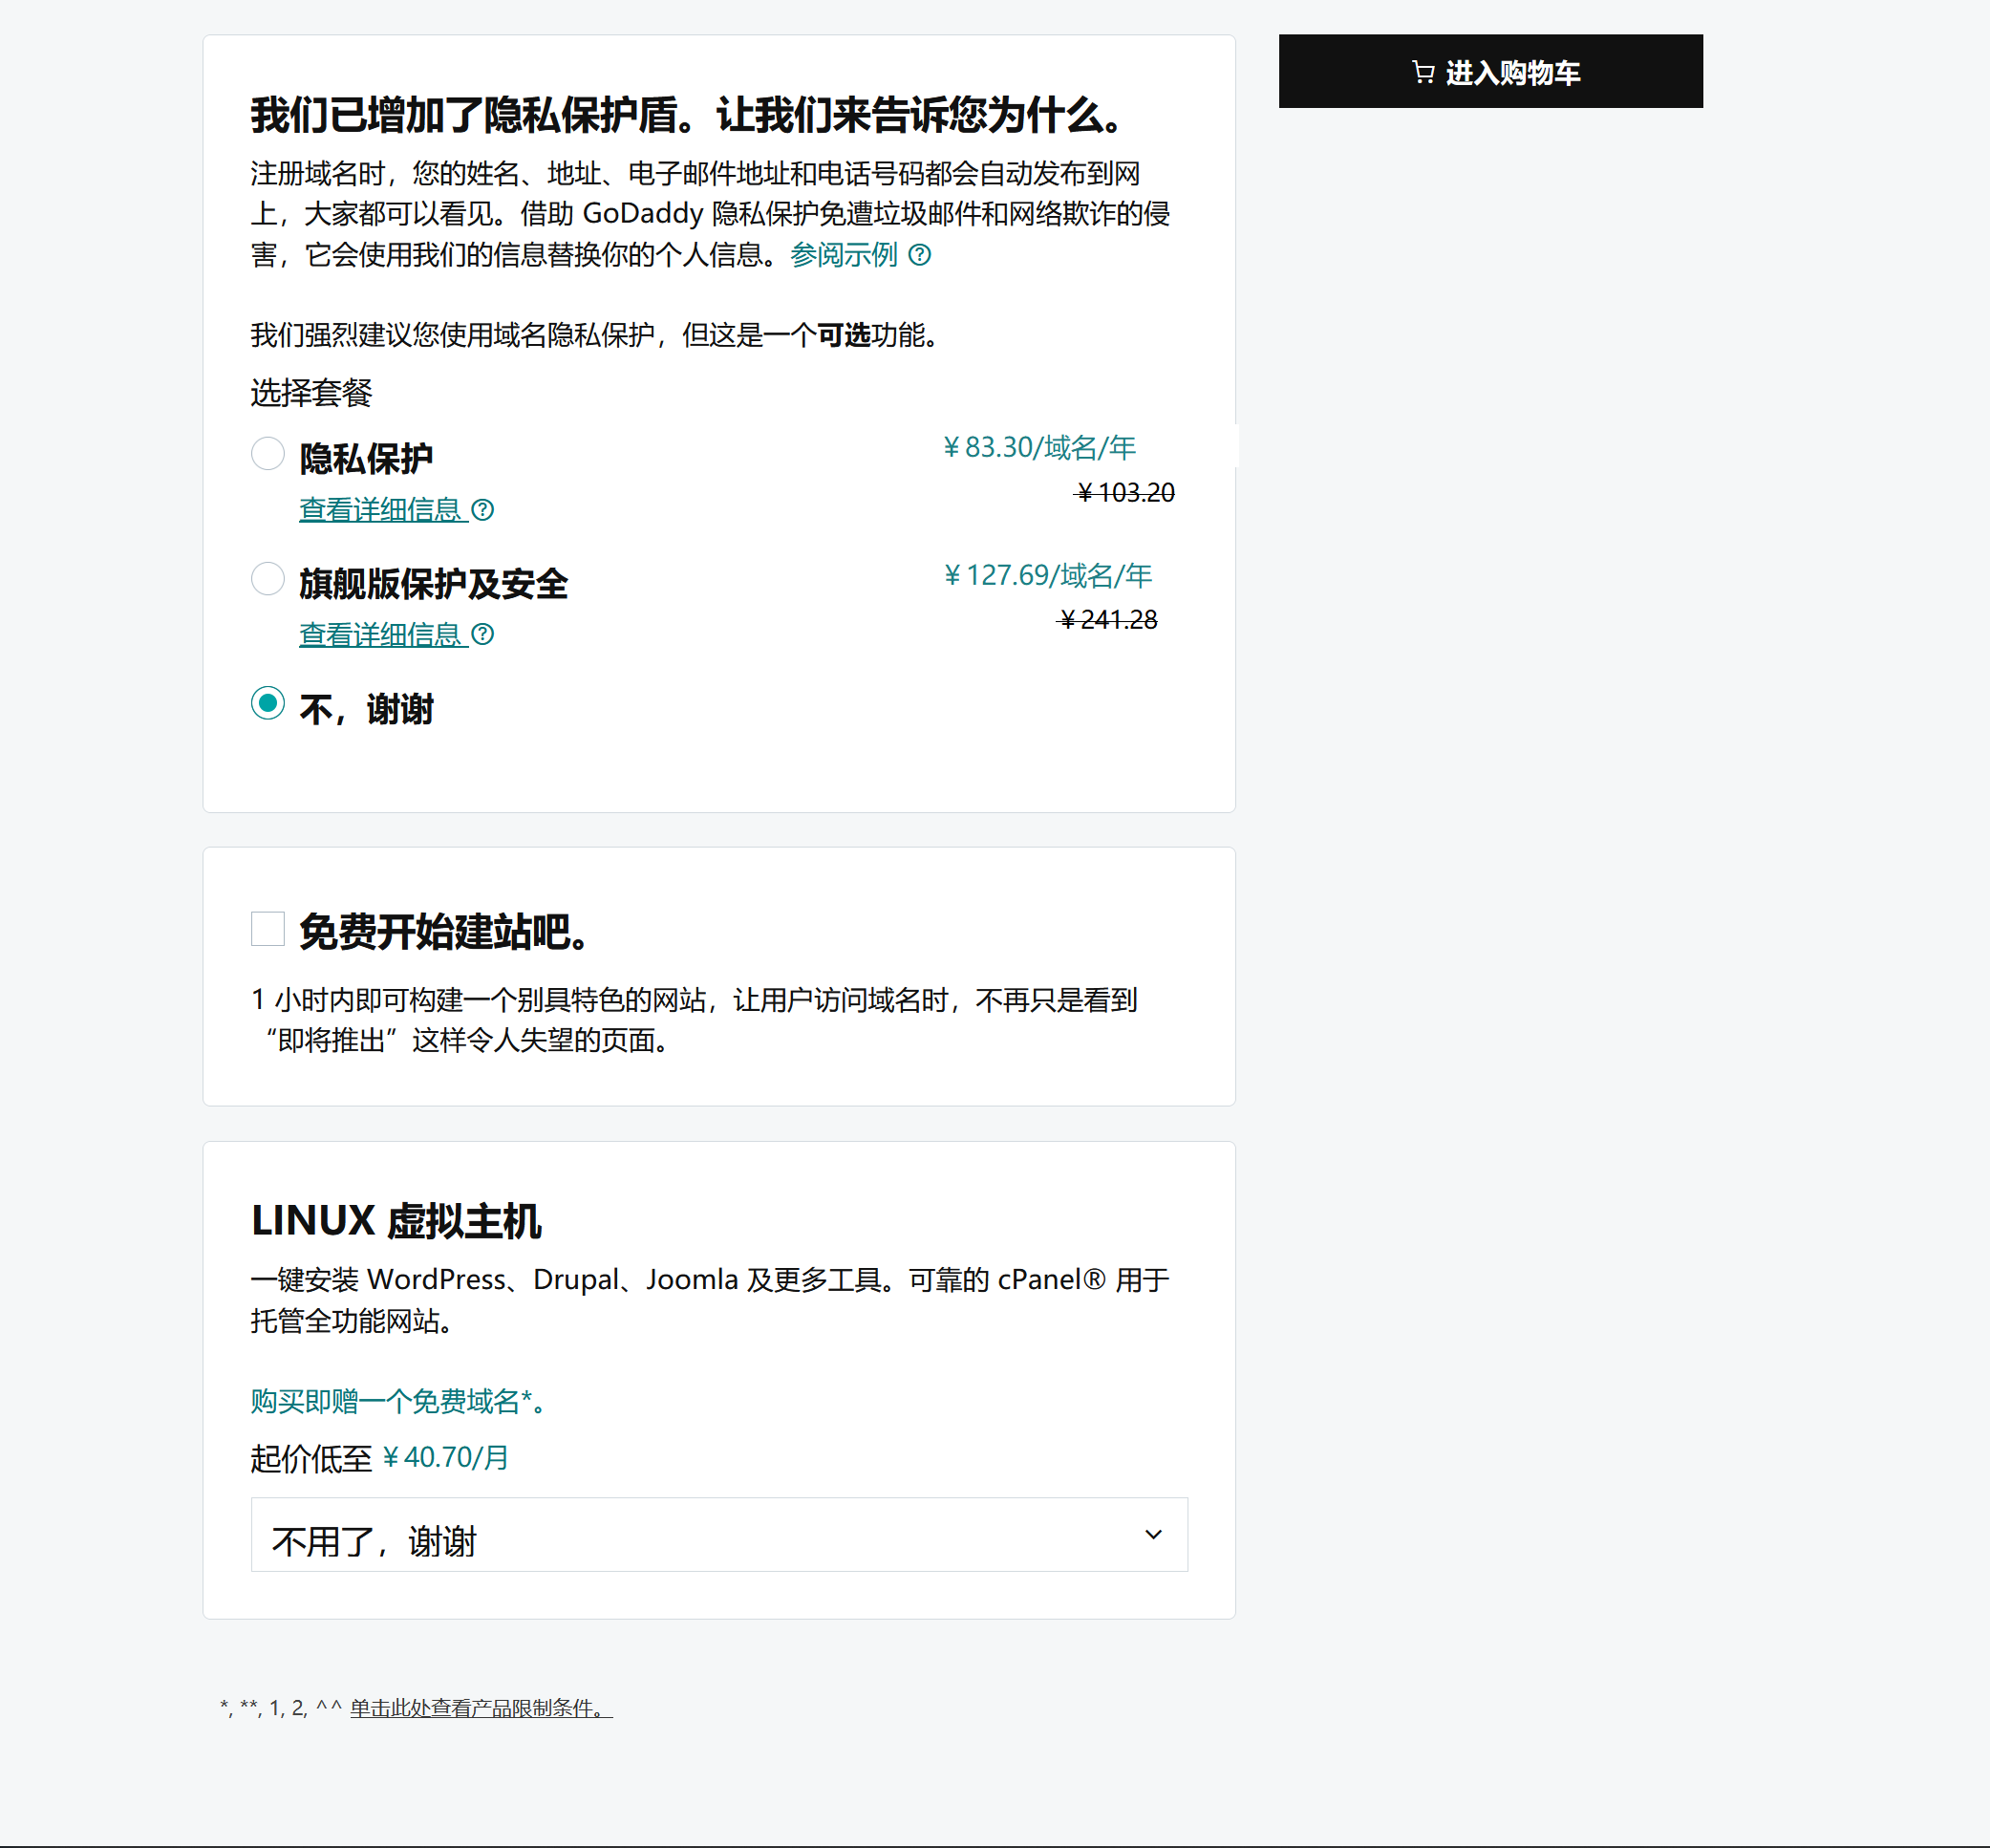 进入购物车
我们已增加了隐私保护盾。让我们来告诉您为什么。
注册域名时，您的姓名、地址、电子邮件地址和电话号码都会自动发布到网
上，大家都可以看见。借助 GoDaddy 隐私保护免遭垃圾邮件和网络欺诈的侵
害，它会使用我们的信息替换你的个人信息。参阅示例
我们强烈建议您使用域名隐私保护，但这是一个可选功能。
选择套餐
隐私保护
¥ 83.30/域名/年
¥ 103.20
查看详细信息
旗舰版保护及安全
¥ 127.69/域名/年
¥ 241.28
查看详细信息
不，谢谢
免费开始建站吧。
1 小时内即可构建一个别具特色的网站，让用户访问域名时，不再只是看到
“即将推出”这样令人失望的页面。
LINUX 虚拟主机
一键安装 WordPress、Drupal、Joomla 及更多工具。可靠的 cPanel® 用于
托管全功能网站。
购买即赠一个免费域名*。
起价低至 ¥ 40.70/月
不用了，谢谢
*, **, 1, 2, ^^ 单击此处查看产品限制条件。